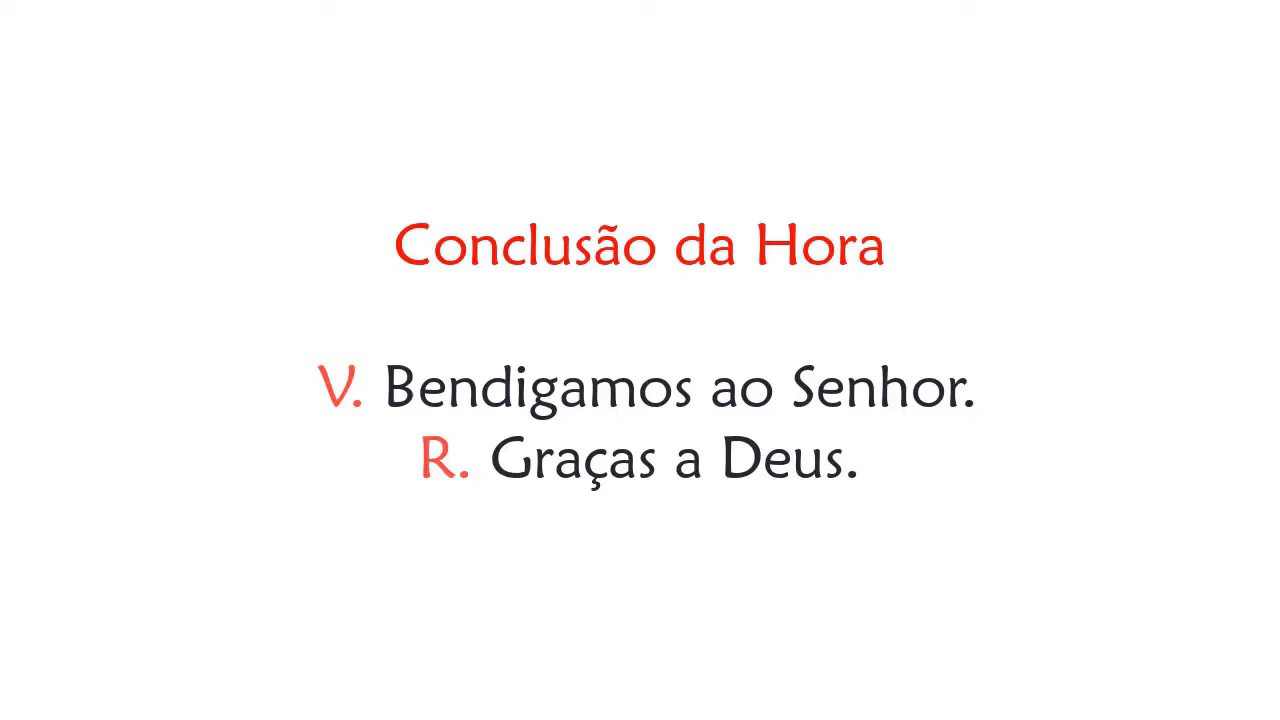 Conclusão da Hora
V. Bendigamos ao Senhor.
R. Graças a Deus.